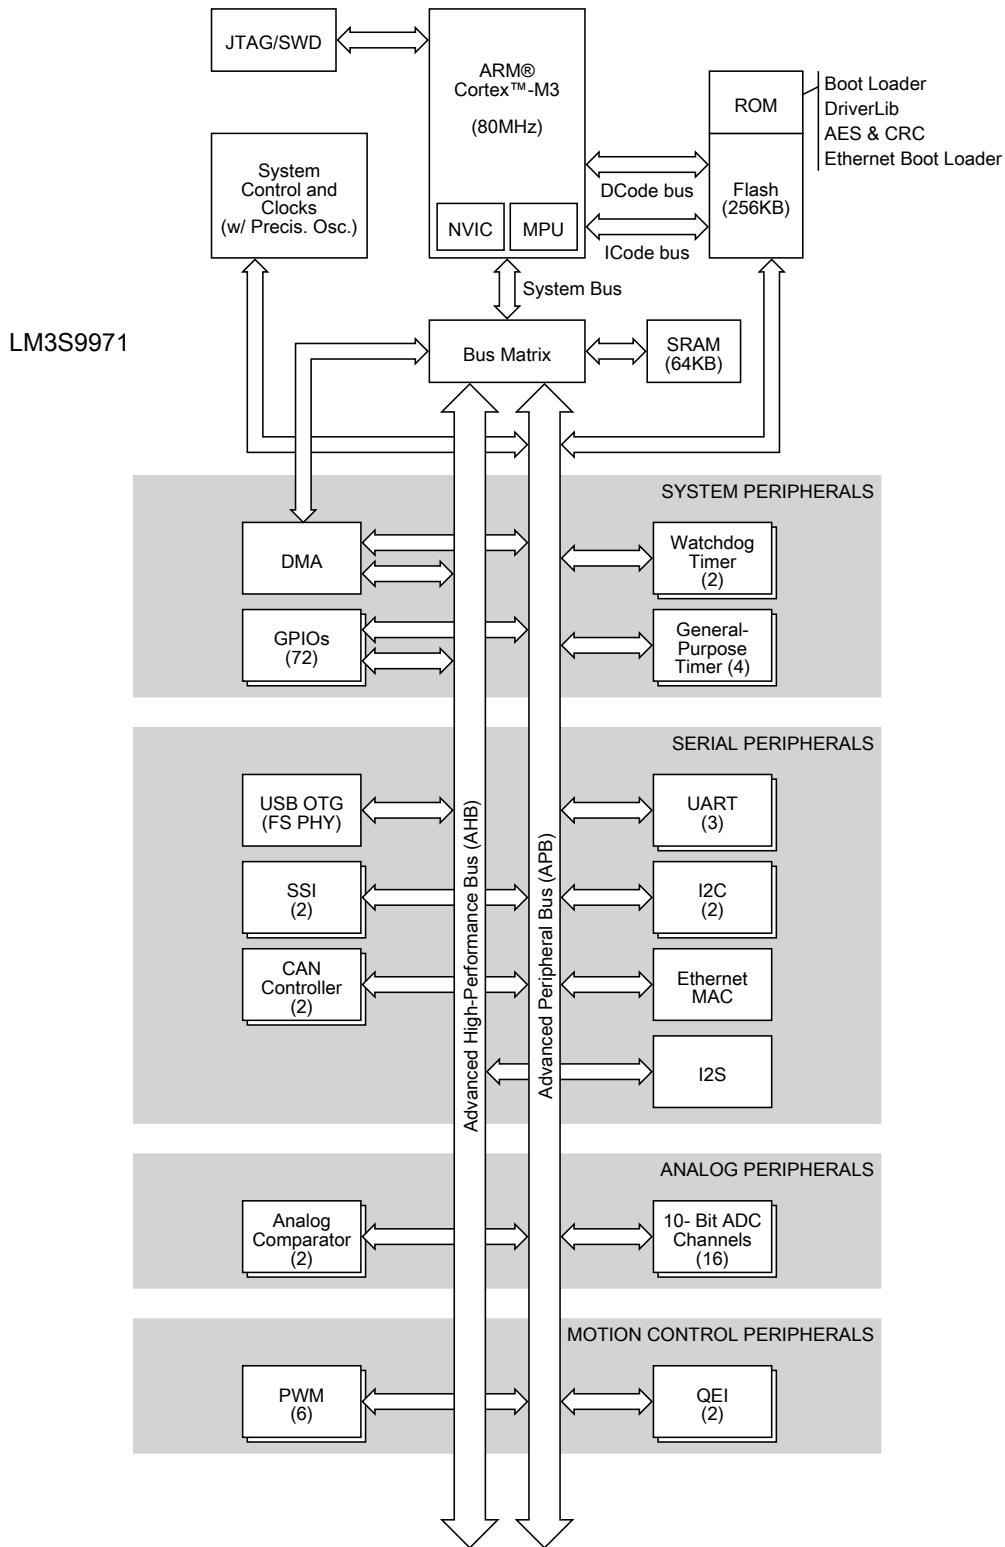 JTAG/SWD
ARM®
Cortex™-M3
(80MHz)
NVIC
MPU
ROM
Flash
(256KB)
Boot Loader
DriverLib
AES & CRC
Ethernet Boot Loader
DCode bus
ICode bus
System
Control and
Clocks
(w/ Precis. Osc.)
System Bus
LM3S9971
Bus Matrix
SRAM
(64KB)
SYSTEM PERIPHERALS
DMA
Watchdog
Timer
(2)
GPIOs
(72)
General-
Purpose
Timer (4)
SERIAL PERIPHERALS
USB OTG
(FS PHY)
UART
(3)
SSI
(2)
I2C
(2)
CAN
Controller
(2)
Ethernet
MAC
I2S
Advanced High-Performance Bus (AHB)
Advanced Peripheral Bus (APB)
ANALOG PERIPHERALS
Analog
Comparator
(2)
10- Bit ADC
Channels
(16)
MOTION CONTROL PERIPHERALS
PWM
(6)
QEI
(2)